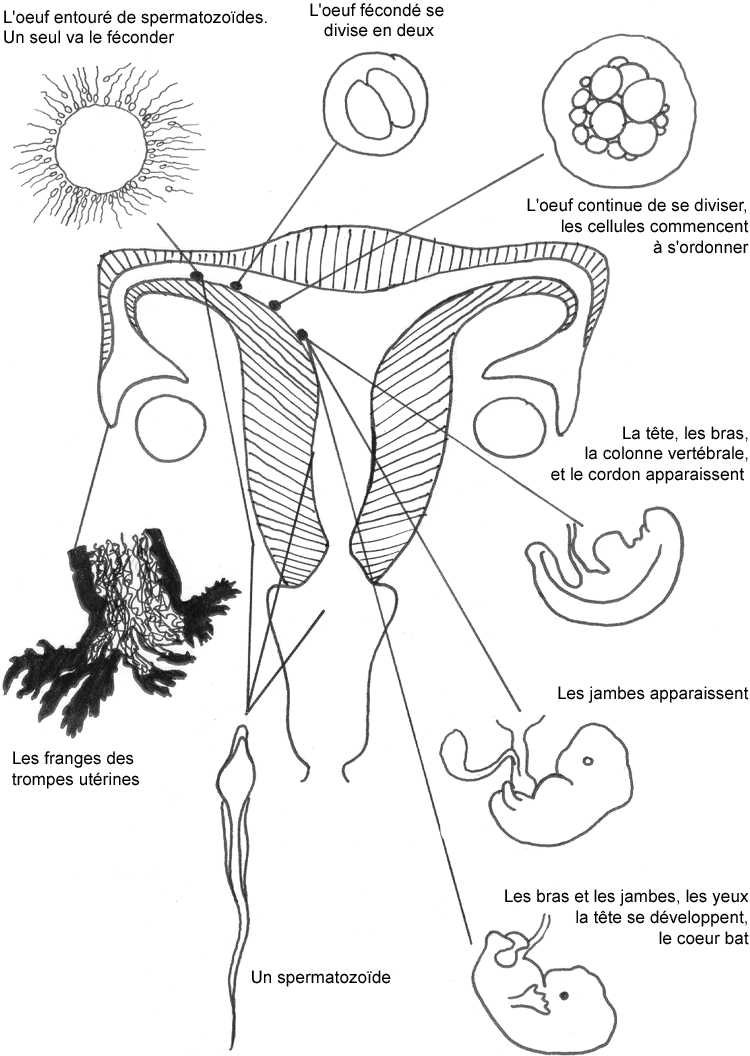 L'oeuf entouré de spermatozoïdes.
Un seul va le féconder
L'oeuf fécondé se
divise en deux
L'oeuf continue de se diviser,
les cellules commencent
à s'ordonner
La tête, les bras,
la colonne vertébrale,
et le cordon apparaissent
Les jambes apparaissent
Les franges des
trompes utérines
Les bras et les jambes, les yeux
la tête se développent,
le coeur bat
Un spermatozoïde